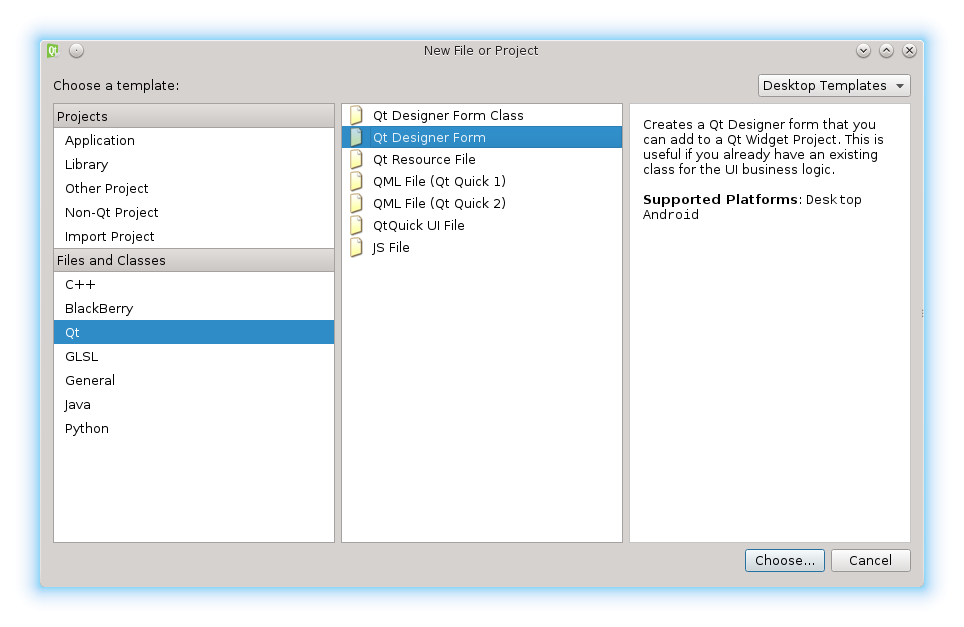 New File or Project
Choose a template:
Desktop Templates
Projects
Application
Library
Other Project
Non-Qt Project
Import Project
Files and Classes
C++
BlackBerry
Qt
GLSL
General
Java
Python
Qt Designer Form Class
Qt Designer Form
Qt Resource File
QML File (Qt Quick 1)
QML File (Qt Quick 2)
QtQuick UI File
JS File
Creates a Qt Designer form that you
can add to a Qt Widget Project. This is
useful if you already have an existing
class for the UI business logic.
Supported Platforms: Desktop
Android
Choose...
Cancel